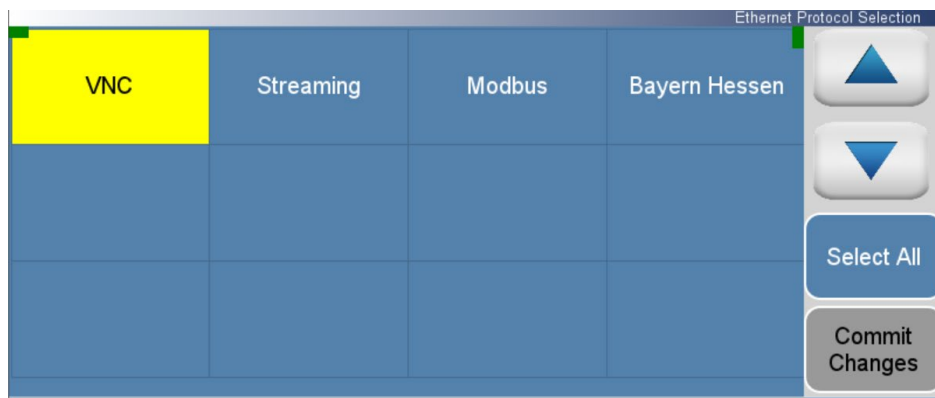 Ethernet Protocol Selection
VNC
Streaming
Modbus
Bayern Hessen
Select All
Commit
Changes